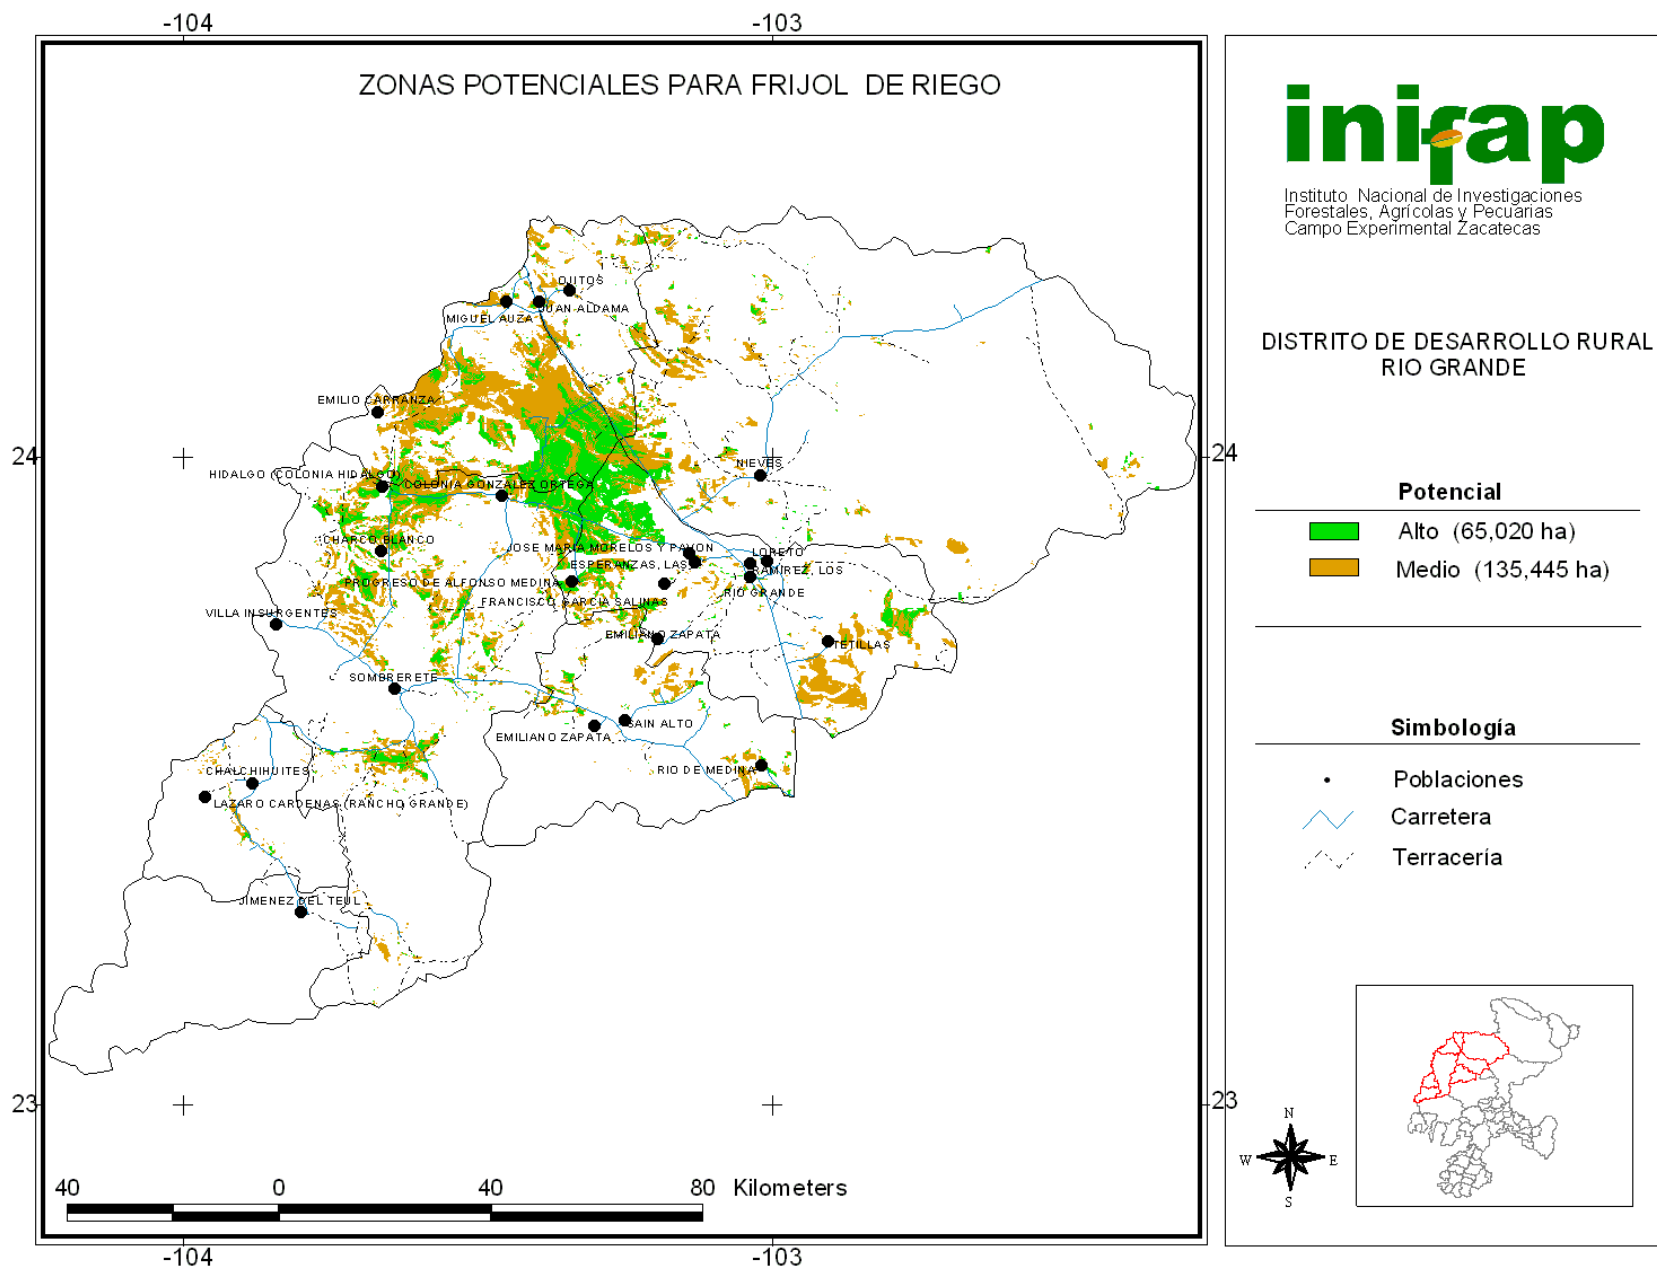 -104
-103
ZONAS POTENCIALES PARA FRIJOL DE RIEGO
OJITOS
JUAN ALDAMA
MIGUEL AUZA
EMILIO CARRANZA
24
24
HIDALGO (COLONIA HIDALGO)
NIEVES
COLONIA GONZALEZ ORTEGA
CHARCO BLANCO
JOSE MARIA MORELOS Y PAVON
LORETO
ESPERANZAS, LAS
RAMIREZ, LOS
PROGRESO DE ALFONSO MEDINA
RIO GRANDE
FRANCISCO GARCIA SALINAS
VILLA INSURGENTES
EMILIANO ZAPATA
TETILLAS
SOMBRERETE
SAIN ALTO
EMILIANO ZAPATA
RIO DE MEDINA
CHALCHIHUITES
LAZARO CARDENAS (RANCHO GRANDE)
JIMENEZ DEL TEUL
23
23
40 0 40 80 Kilometers
-104
-103
inifap
Instituto Nacional de Investigaciones
Forestales, Agrícolas y Pecuarias
Campo Experimental Zacatecas
DISTRITO DE DESARROLLO RURAL
RIO GRANDE
Potencial
Alto (65,020 ha)
Medio (135,445 ha)
Simbología
Poblaciones
Carretera
Terracería
N
W E
S